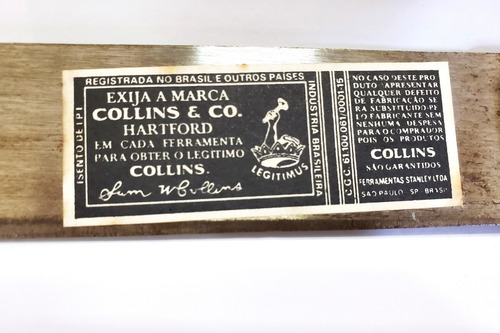 ISENTO DE IPI
REGISTRADA NO BRASIL E OUTROS PAÍSES
EXIJA A MARCA
COLLINS & CO.
HARTFORD
EM CADA FERRAMENTA
PARA OBTER O LEGITIMO
COLLINS.
Sam W Collins
LEGITIMUS
INDUSTRIA BRASILEIRA
C.G.C. 61.100.061/0001-15
NO CASO DESTE PRO
DUTO APRESENTAR
QUALQUER DEFEITO
DE FABRICAÇÃO SE
RA SUBSTITUIDO PE
LO FABRICANTE SEM
NENHUMA DESPESA
PARA O COMPRADOR
POIS OS PRODUTOS
COLLINS
SÃO GARANTIDOS
FERRAMENTAS STANLEY LTDA
SAO PAULO SP BRASIL